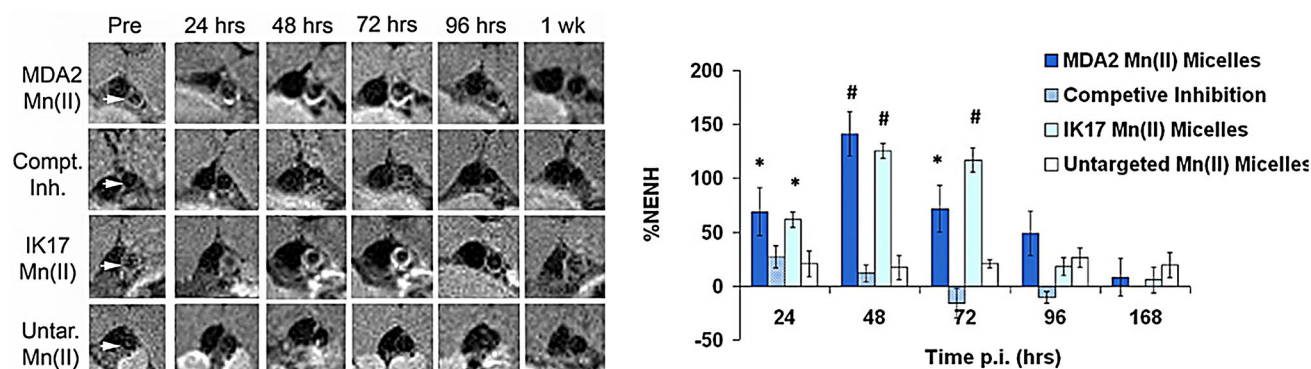 Pre 24 hrs 48 hrs 72 hrs 96 hrs 1 wk
MDA2
Mn(II)
Compt.
Inh.
IK17
Mn(II)
Untar.
Mn(II)
MDA2 Mn(II) Micelles
Competive Inhibition
IK17 Mn(II) Micelles
Untargeted Mn(II) Micelles
%NENH
200
150
100
50
0
-50
* * # # * #
24 48 72 96 168
Time p.i. (hrs)